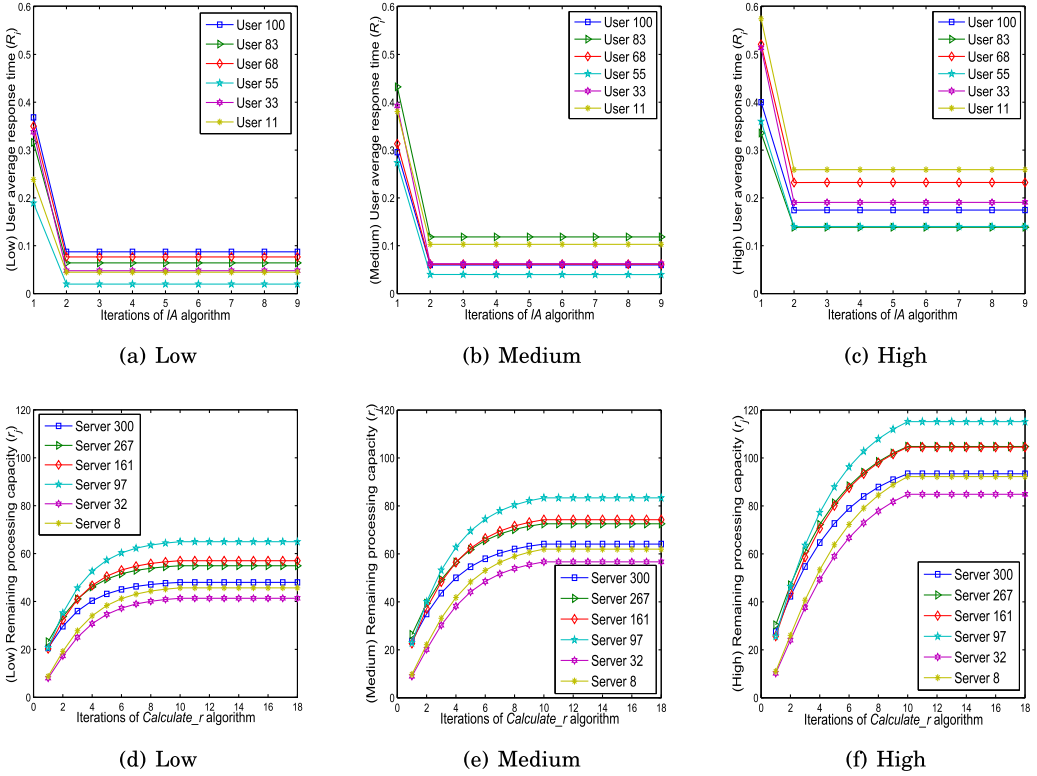 (Low) User average response time (Rj)
0.6
0.5
0.4
0.3
0.2
0.1
0
User 100
User 83
User 68
User 55
User 33
User 11
1 2 3 4 5 6 7 8 9
Iterations of IA algorithm
(a) Low
(Medium) User average response time (Rj)
0.6
0.5
0.4
0.3
0.2
0.1
0
User 100
User 83
User 68
User 55
User 33
User 11
1 2 3 4 5 6 7 8 9
Iterations of IA algorithm
(b) Medium
(High) User average response time (Rj)
0.6
0.5
0.4
0.3
0.2
0.1
0
User 100
User 83
User 68
User 55
User 33
User 11
1 2 3 4 5 6 7 8 9
Iterations of IA algorithm
(c) High
(Low) Remaining processing capacity (rj)
120
100
80
60
40
20
0
Server 300
Server 267
Server 161
Server 97
Server 32
Server 8
0 2 4 6 8 10 12 14 16 18
Iterations of Calculate_r algorithm
(d) Low
(Medium) Remaining processing capacity (rj)
120
100
80
60
40
20
0
Server 300
Server 267
Server 161
Server 97
Server 32
Server 8
0 2 4 6 8 10 12 14 16 18
Iterations of Calculate_r algorithm
(e) Medium
(High) Remaining processing capacity (rj)
120
100
80
60
40
20
0
Server 300
Server 267
Server 161
Server 97
Server 32
Server 8
0 2 4 6 8 10 12 14 16 18
Iterations of Calculate_r algorithm
(f) High